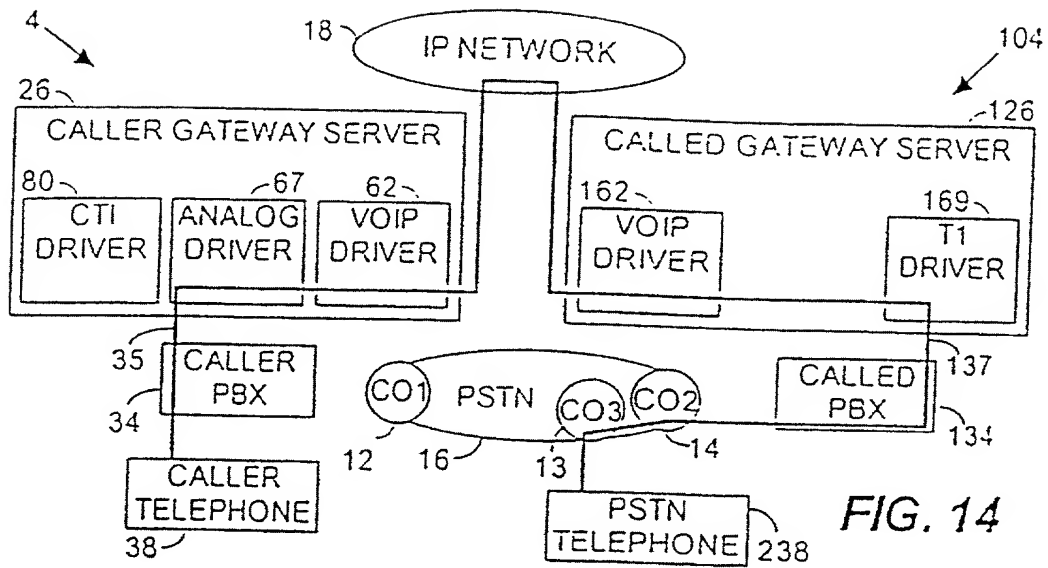 4
18
IP NETWORK
104
26
CALLER GATEWAY SERVER
126
CALLED GATEWAY SERVER
80
CTI
DRIVER
67
ANALOG
DRIVER
62
VOIP
DRIVER
162
VOIP
DRIVER
169
T1
DRIVER
35
CALLER
PBX
34
CO1
PSTN
CO3
CO2
CALLED
PBX
137
134
12
16
13
14
CALLER
TELEPHONE
38
PSTN
TELEPHONE
238
FIG. 14